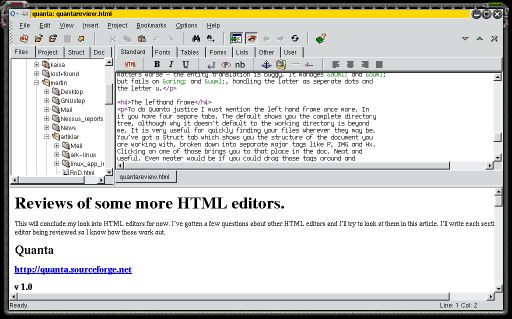 quanta: quantareview.html
File Edit View Insert Project Bookmarks Options Help
Files Project Struct Doc Standard Fonts Tables Forms Lists Other User
B I U nb
kaisa
lost+found
martin
Desktop
GNUstep
Mail
Nessus_reports
News
artiklar
Mail
ark-linux
linux_app_ir
RnD.html
matters worse - the entity translation is buggy. It manages &auml; and &ouml;
but fails on &aring; and &uuml;, handling the latter as seperate dots and
the letter u.</p>
<h4>The lefthand frame</h4>
<p>To do Quanta justice I must mention the left hand frame once more. In
it you have four separe tabs. The default shows you the complete directory
tree, although why it doesn't default to the working directory is beyond
me. It is very useful for quickly finding your files wherever they may be.
You've got a Struct tab which shows you the structure of the document you
are working with, broken down into separate major tags like P, IMG and Hx.
Clicking on one of those brings you to that place in the doc. Neat and
useful. Even neater would be if you could drag those tags around and
quantareview.html
Reviews of some more HTML editors.
This will conclude my look into HTML editors for now. I've gotten a few questions about other HTML editors and I'll try to look at them in this article. I'll write each secti
editor being reviewed so I know how these work out.
Quanta
http://quanta.sourceforge.net
v 1.0
Ready. Line: 1 Col: 2